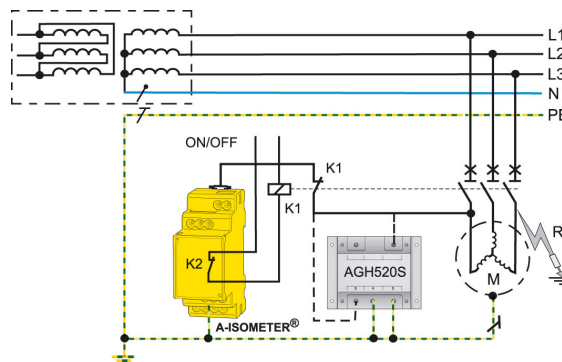 L1
L2
L3
N
PE
ON/OFF
K1
K1
K2
AGH520S
R
M
A-ISOMETER®